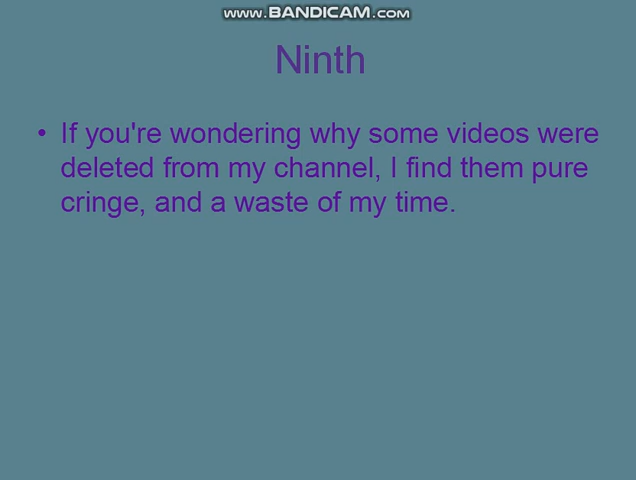 www.BANDICAM.com
Ninth
• If you're wondering why some videos were
deleted from my channel, I find them pure
cringe, and a waste of my time.